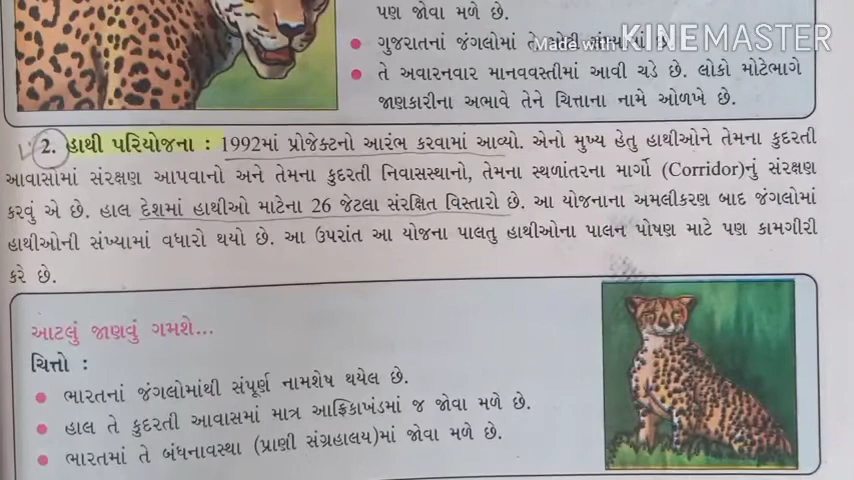 પણ જોવા મળે છે.
ગુજરાતનાં જંગલોમાં તે
Made with KINEMASTER
તે અવારનવાર માનવવસ્તીમાં આવી ચડે છે. લોકો મોટેભાગે
જાણકારીના અભાવે તેને ચિત્તાના નામે ઓળખે છે.
2. હાથી પરિયોજના : 1992માં પ્રોજેક્ટનો આરંભ કરવામાં આવ્યો. એનો મુખ્ય હેતુ હાથીઓને તેમના કુદરતી
આવાસોમાં સંરક્ષણ આપવાનો અને તેમના કુદરતી નિવાસસ્થાનો, તેમના સ્થળાંતરના માર્ગો (Corridor)નું સંરક્ષણ
કરવું એ છે. હાલ દેશમાં હાથીઓ માટેના 26 જેટલા સંરક્ષિત વિસ્તારો છે. આ યોજનાના અમલીકરણ બાદ જંગલોમાં
હાથીઓની સંખ્યામાં વધારો થયો છે. આ ઉપરાંત આ યોજના પાલતુ હાથીઓના પાલન પોષણ માટે પણ કામગીરી
કરે છે.
આટલું જાણવું ગમશે...
ચિત્તો :
ભારતનાં જંગલોમાંથી સંપૂર્ણ નામશેષ થયેલ છે.
હાલ તે કુદરતી આવાસમાં માત્ર આફ્રિકાખંડમાં જ જોવા મળે છે.
ભારતમાં તે બંધનાવસ્થા (પ્રાણી સંગ્રહાલય)માં જોવા મળે છે.